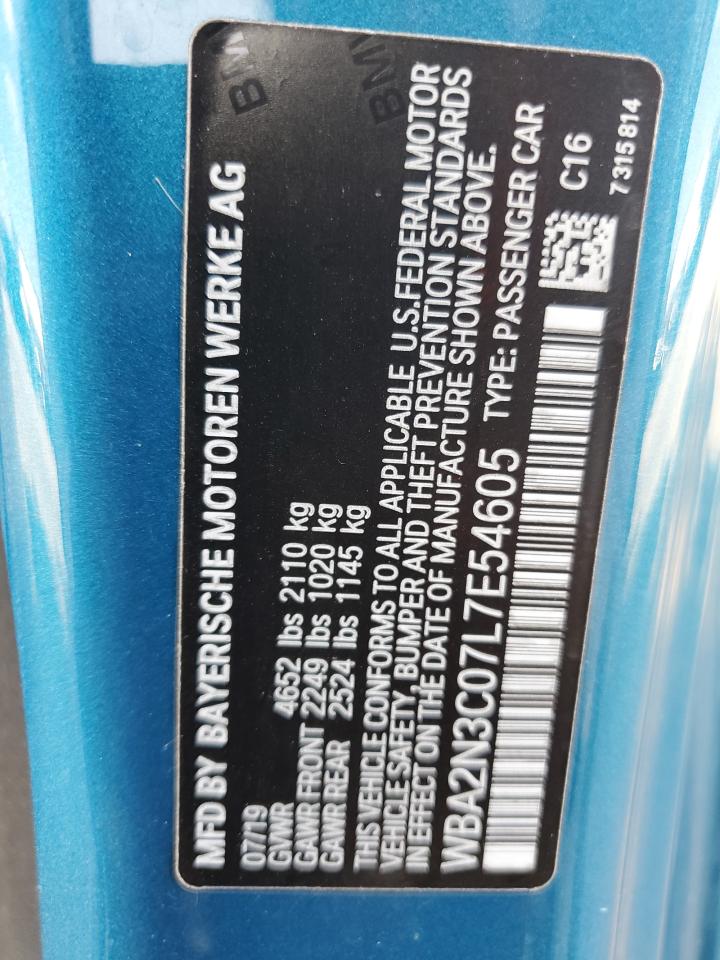 MFD BY BAYERISCHE MOTOREN WERKE AG
07/19
GVWR 4652 lbs 2110 kg
GAWR FRONT 2249 lbs 1020 kg
GAWR REAR 2524 lbs 1145 kg
THIS VEHICLE CONFORMS TO ALL APPLICABLE U.S.FEDERAL MOTOR
VEHICLE SAFETY, BUMPER AND THEFT PREVENTION STANDARDS
IN EFFECT ON THE DATE OF MANUFACTURE SHOWN ABOVE.
WBA2N3C07L7E54605 TYPE: PASSENGER CAR
C16
7315814
BMW
BMW